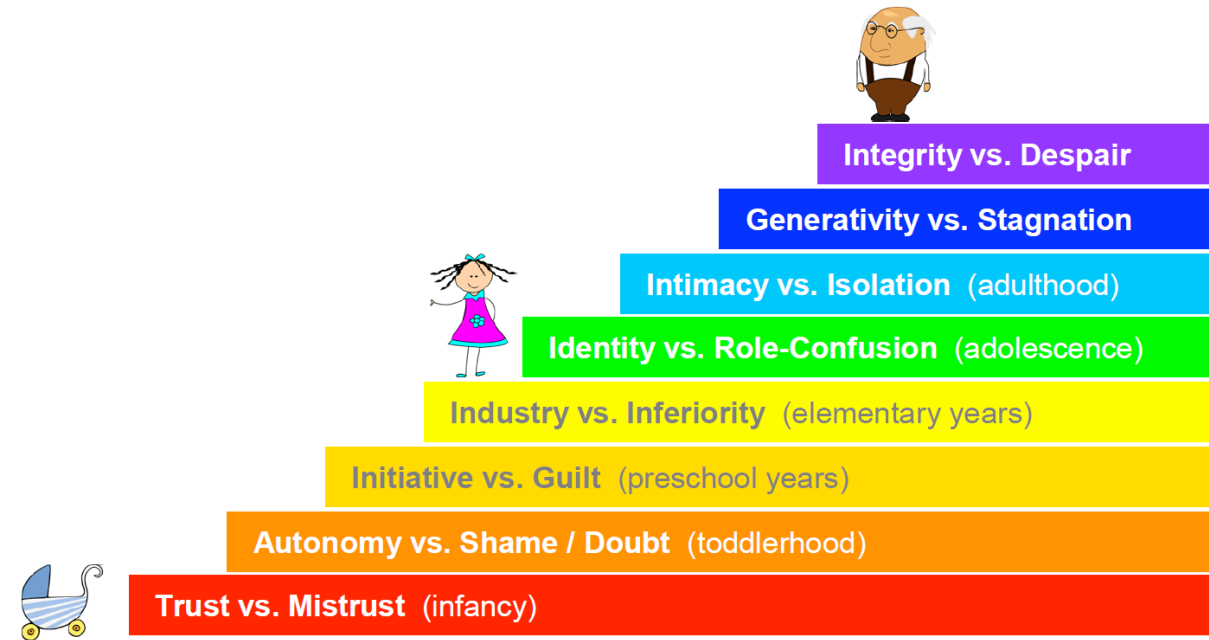 Integrity vs. Despair
Generativity vs. Stagnation
Intimacy vs. Isolation (adulthood)
Identity vs. Role-Confusion (adolescence)
Industry vs. Inferiority (elementary years)
Initiative vs. Guilt (preschool years)
Autonomy vs. Shame / Doubt (toddlerhood)
Trust vs. Mistrust (infancy)